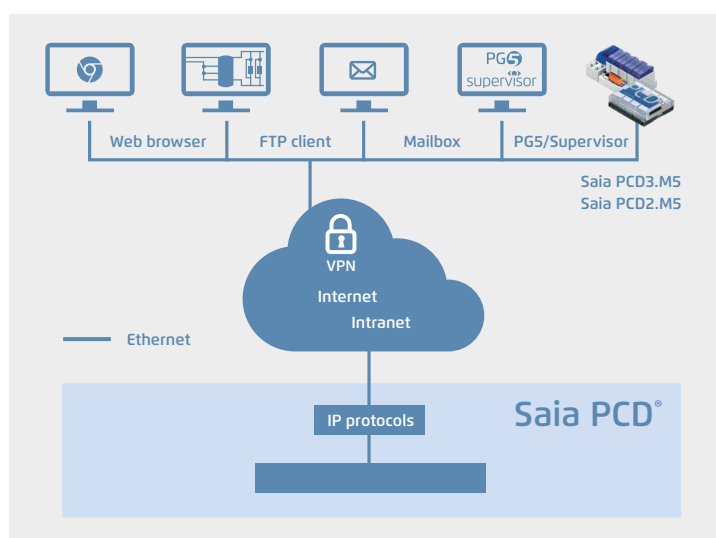 PG5
supervisor
PCD
Web browser
FTP client
Mailbox
PG5/Supervisor
Saia PCD3.M5
Saia PCD2.M5
VPN
Internet
Intranet
Ethernet
IP protocols
Saia PCD®